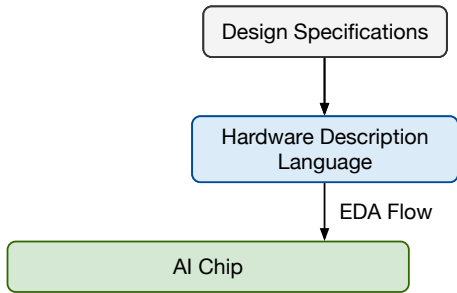 Design Specifications
Hardware Description
Language
EDA Flow
AI Chip